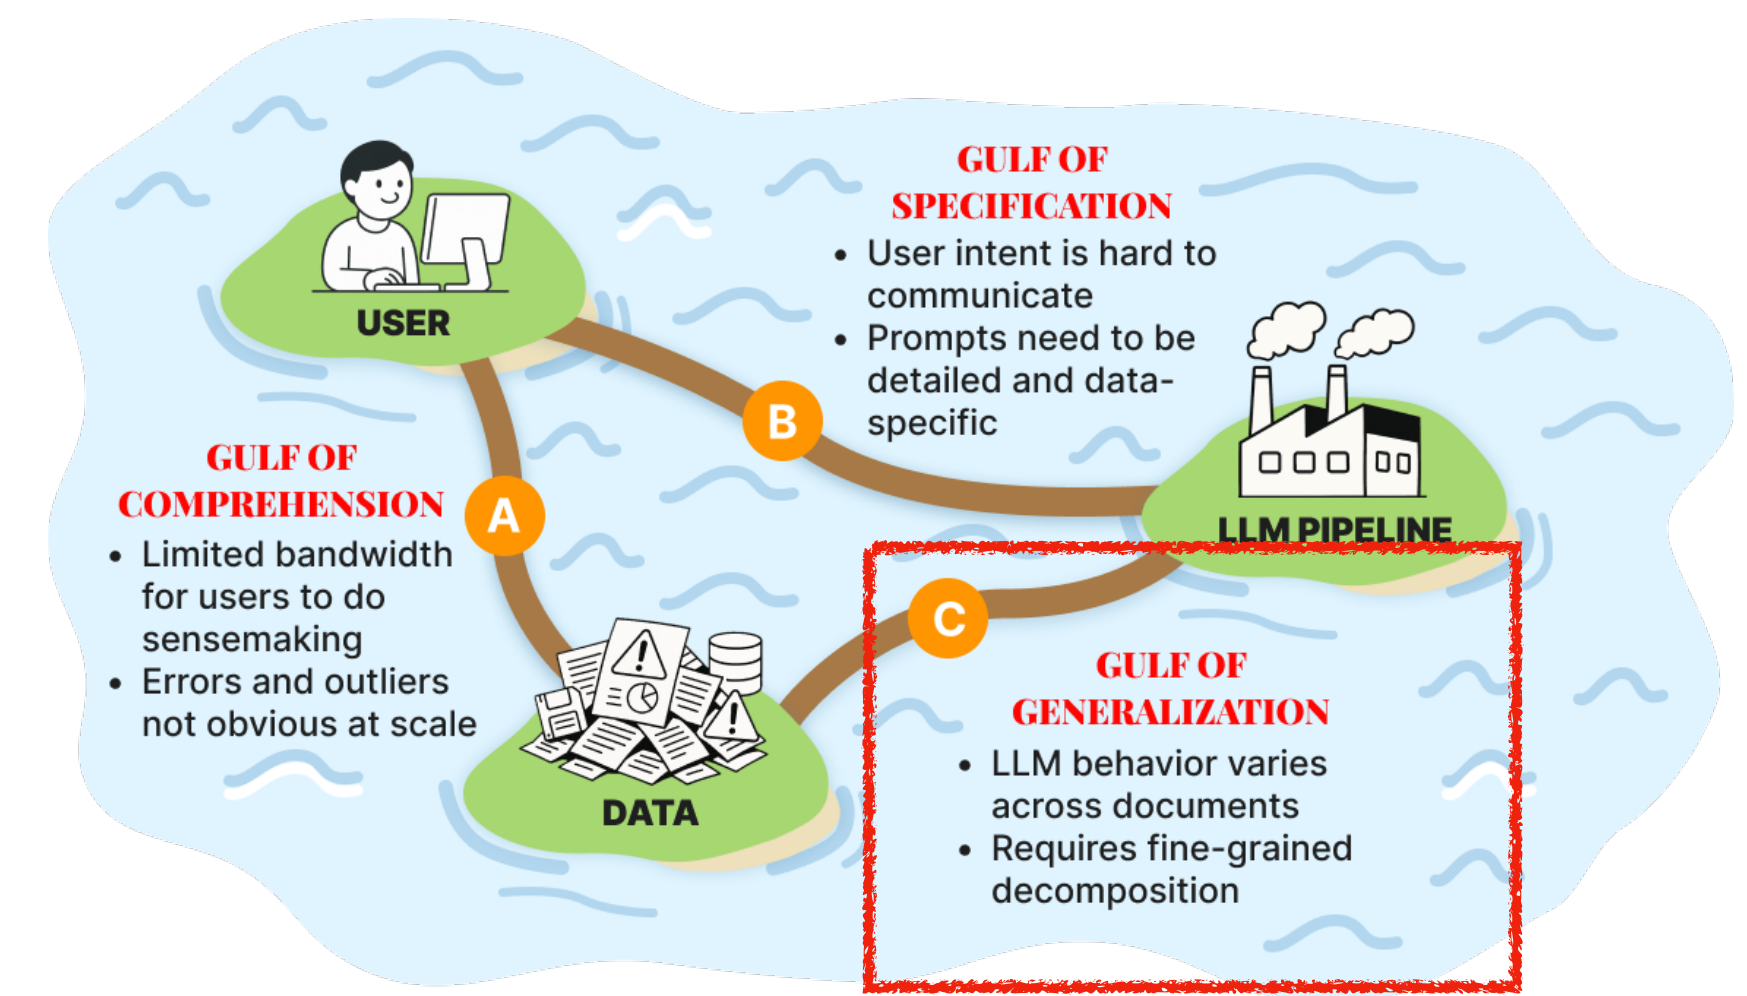 USER
GULF OF
SPECIFICATION
• User intent is hard to
communicate
• Prompts need to be
detailed and data-
specific
B
LLM PIPELINE
GULF OF
COMPREHENSION
• Limited bandwidth
for users to do
sensemaking
• Errors and outliers
not obvious at scale
A
DATA
C
GULF OF
GENERALIZATION
• LLM behavior varies
across documents
• Requires fine-grained
decomposition